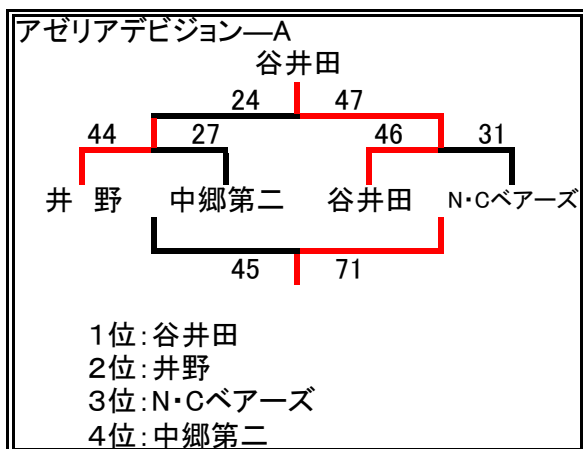 アゼリアデビジョン―A
谷井田
24 47
44 27 46 31
井　野 中郷第二 谷井田 N・Cベアーズ
45 71
1位：谷井田
2位：井野
3位：N・Cベアーズ
4位：中郷第二